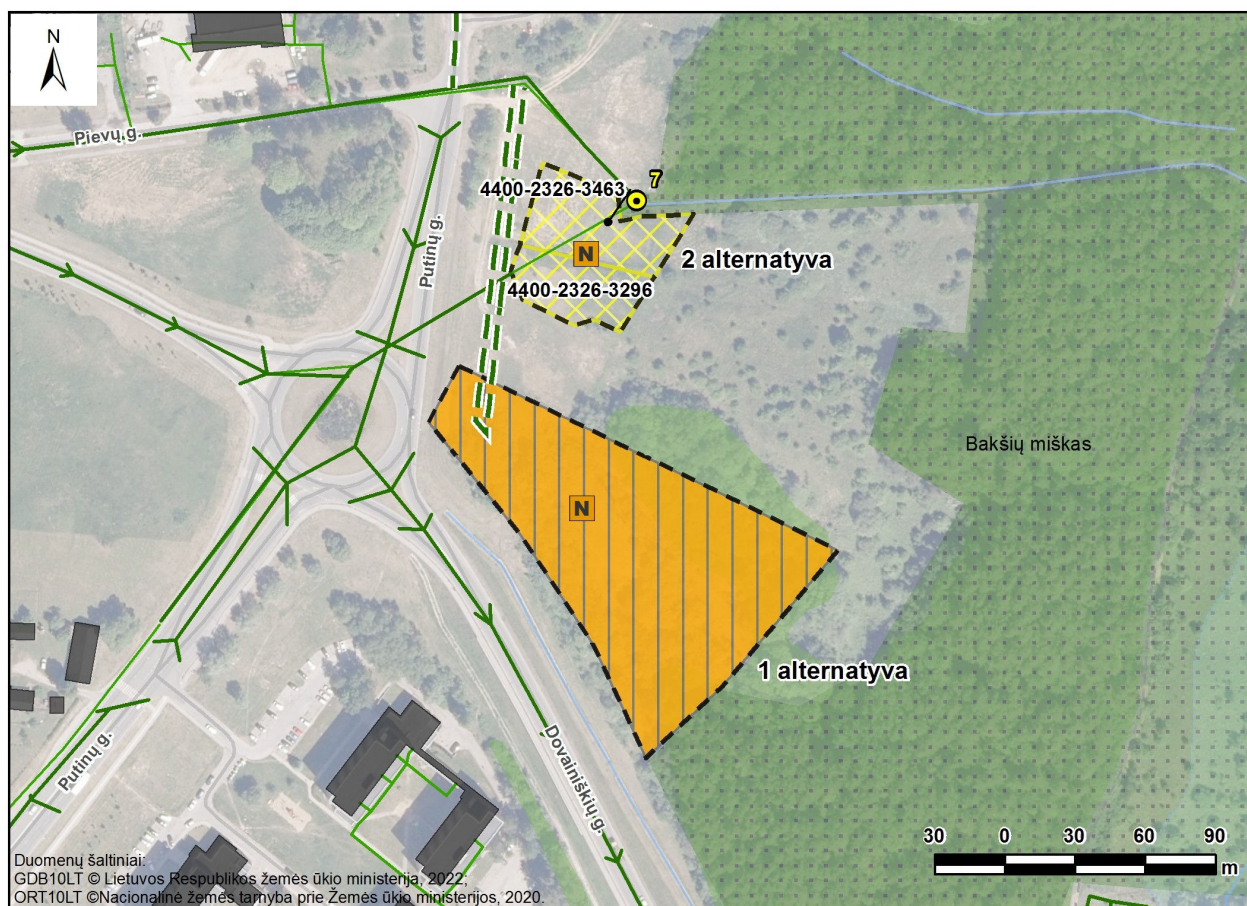 N
Pievų g.
Putinų g.
4400-2326-3463
7
N
2 alternatyva
4400-2326-3296
Bakšių miškas
N
1 alternatyva
Putinų g.
Dovainiškių g.
30 0 30 60 90
m
Duomenų šaltiniai:
GDB10LT © Lietuvos Respublikos žemės ūkio ministerija, 2022;
ORT10LT ©Nacionalinė žemės tarnyba prie Žemės ūkio ministerijos, 2020.